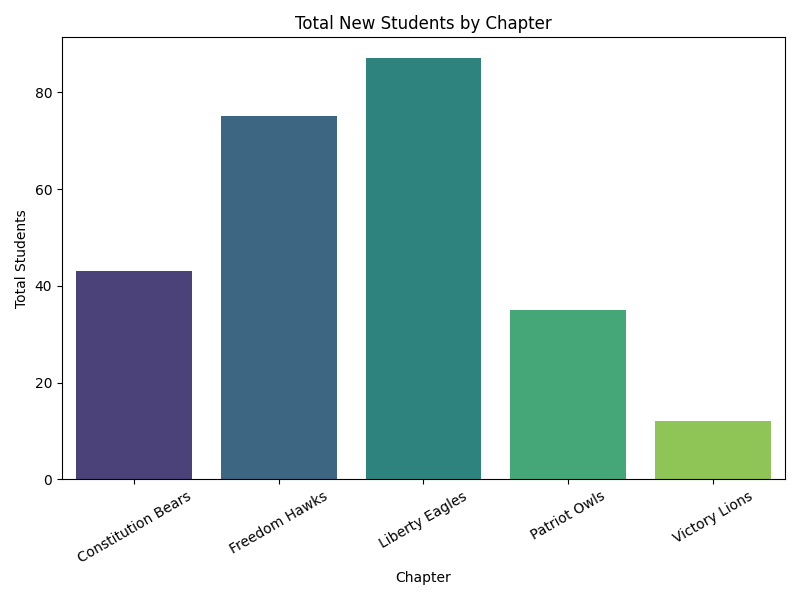 Total New Students by Chapter
Total Students
80
60
40
20
0
Constitution Bears
Freedom Hawks
Liberty Eagles
Patriot Owls
Victory Lions
Chapter